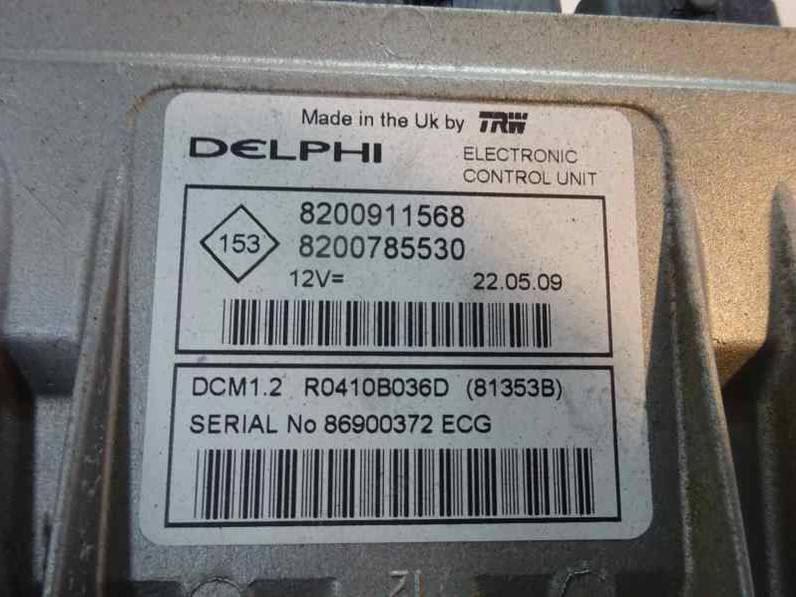 Made in the Uk by TRW
DELPHI
ELECTRONIC
CONTROL UNIT
153
8200911568
8200785530
12V=
22.05.09
DCM1.2 R0410B036D (81353B)
SERIAL No 86900372 ECG